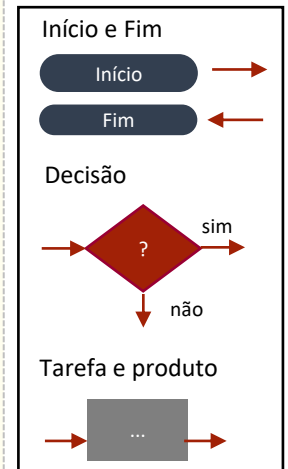 Início e Fim
Início
Fim
Decisão
?
sim
não
Tarefa e produto
...